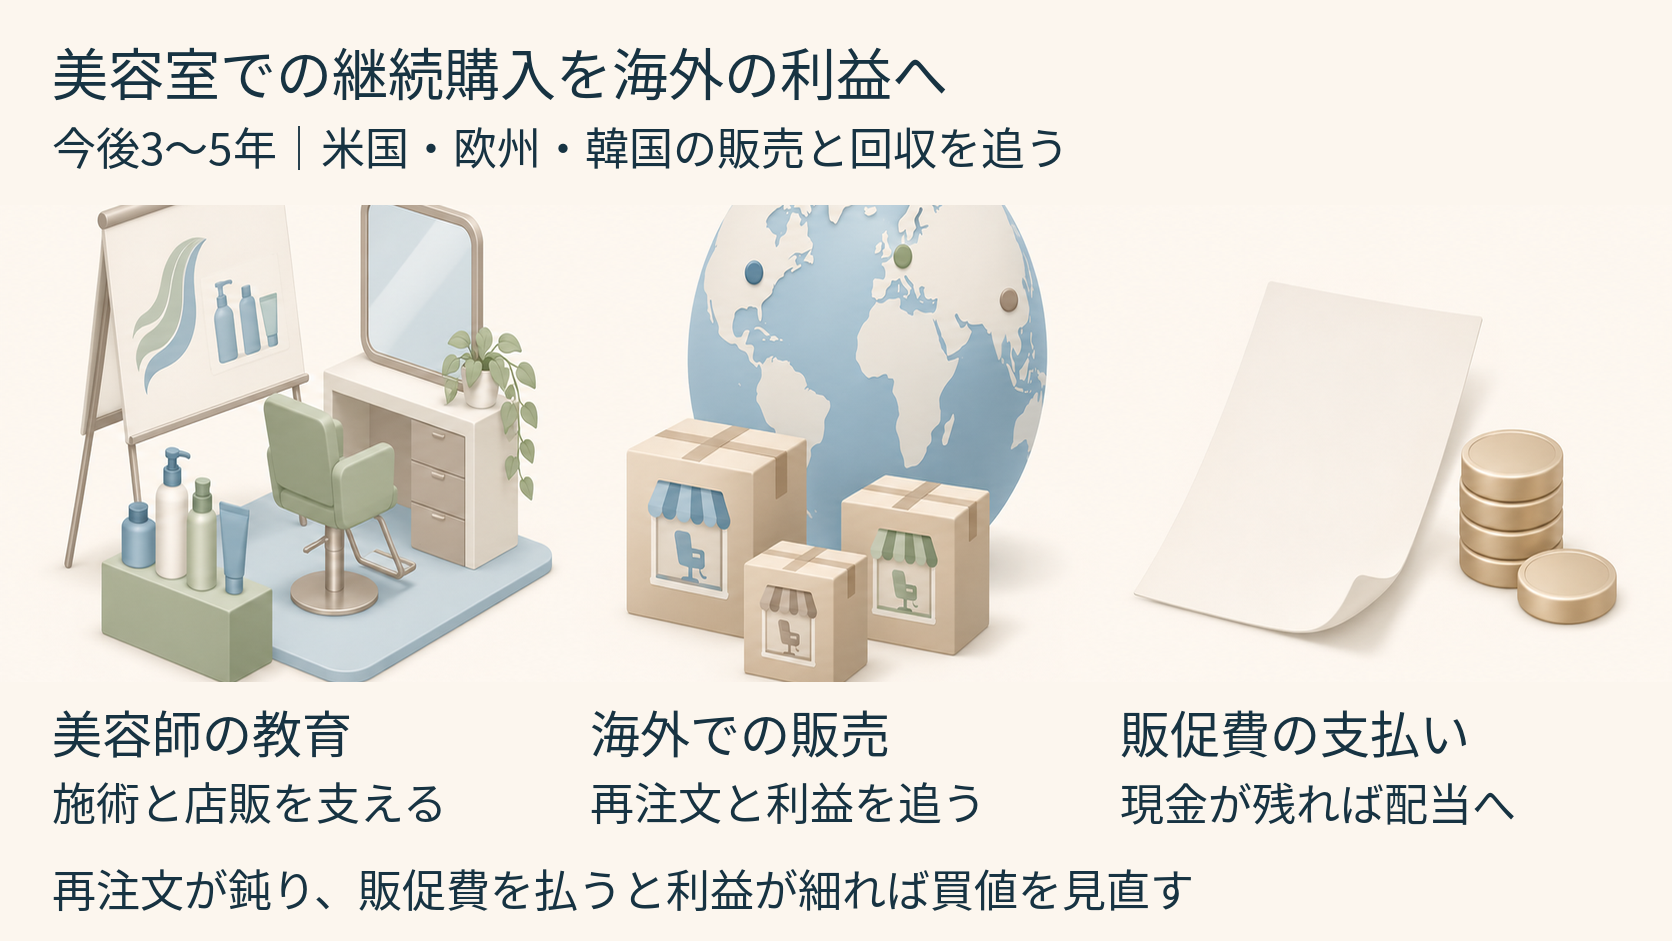 美容室での継続購入を海外の利益へ
今後3〜5年｜米国・欧州・韓国の販売と回収を追う
美容師の教育
施術と店販を支える
海外での販売
再注文と利益を追う
販促費の支払い
現金が残れば配当へ
再注文が鈍り、販促費を払うと利益が細れば買値を見直す